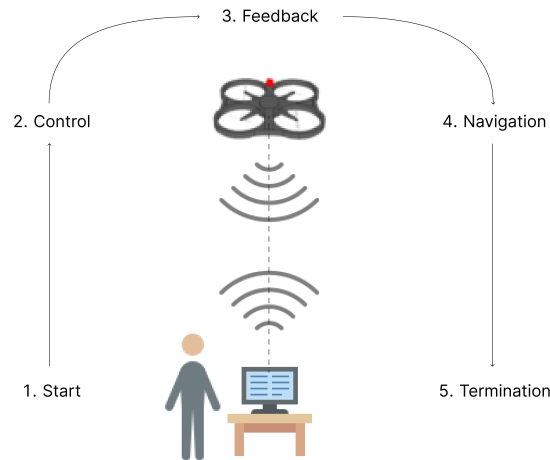 3. Feedback
2. Control
4. Navigation
1. Start
5. Termination